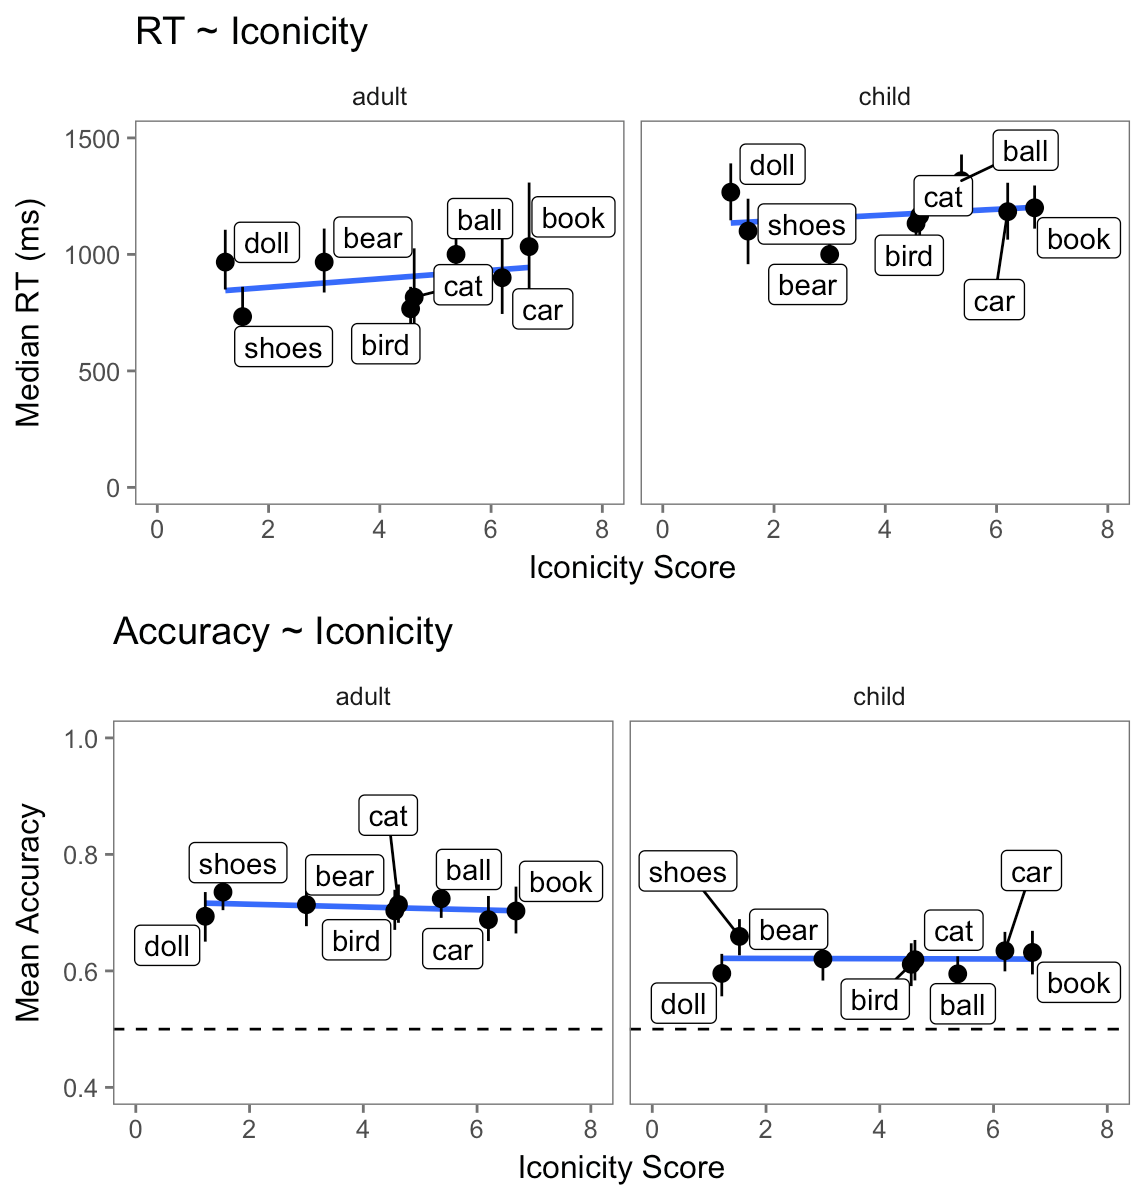 RT ~ Iconicity
adult
child
Median RT (ms)
1500
1000
500
0
doll
shoes
bear
bird
cat
ball
car
book
doll
shoes
bear
bird
cat
ball
car
book
0 2 4 6 8
0 2 4 6 8
Iconicity Score
Accuracy ~ Iconicity
adult
child
Mean Accuracy
1.0
0.8
0.6
0.4
doll
shoes
bear
bird
cat
ball
car
book
shoes
doll
bear
bird
cat
ball
car
book
0 2 4 6 8
0 2 4 6 8
Iconicity Score